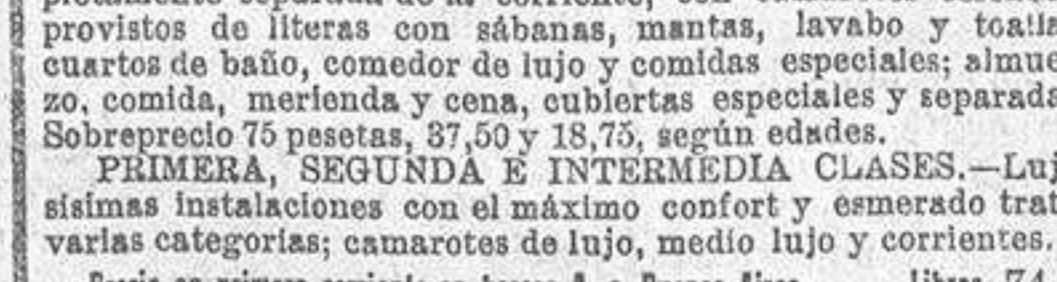 provistos de literas con sábanas, mantas, lavabo y toalla
cuartos de baño, comedor de lujo y comidas especiales; almue
zo, comida, merienda y cena, cubiertas especiales y separada
Sobreprecio 75 pesetas, 37,50 y 18,75, según edades.
PRIMERA, SEGUNDA E INTERMEDIA CLASES.—Luj
sisimas instalaciones con el máximo confort y esmerado trat
varias categorias; camarotes de lujo, medio lujo y corrientes.